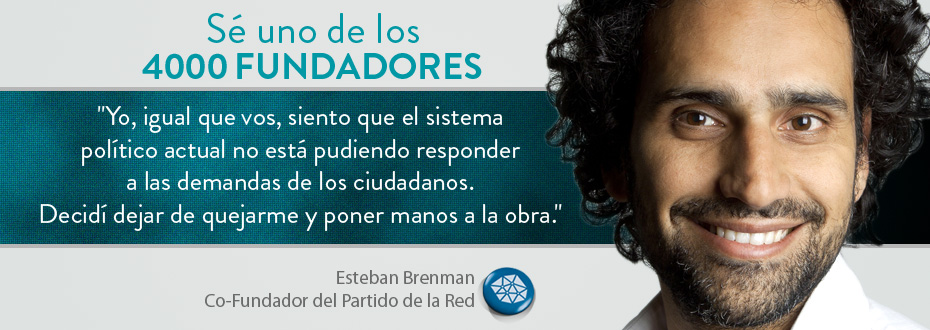 Sé uno de los
4000 FUNDADORES
"Yo, igual que vos, siento que el sistema
político actual no está pudiendo responder
a las demandas de los ciudadanos.
Decidí dejar de quejarme y poner manos a la obra."
Esteban Brenman
Co-Fundador del Partido de la Red